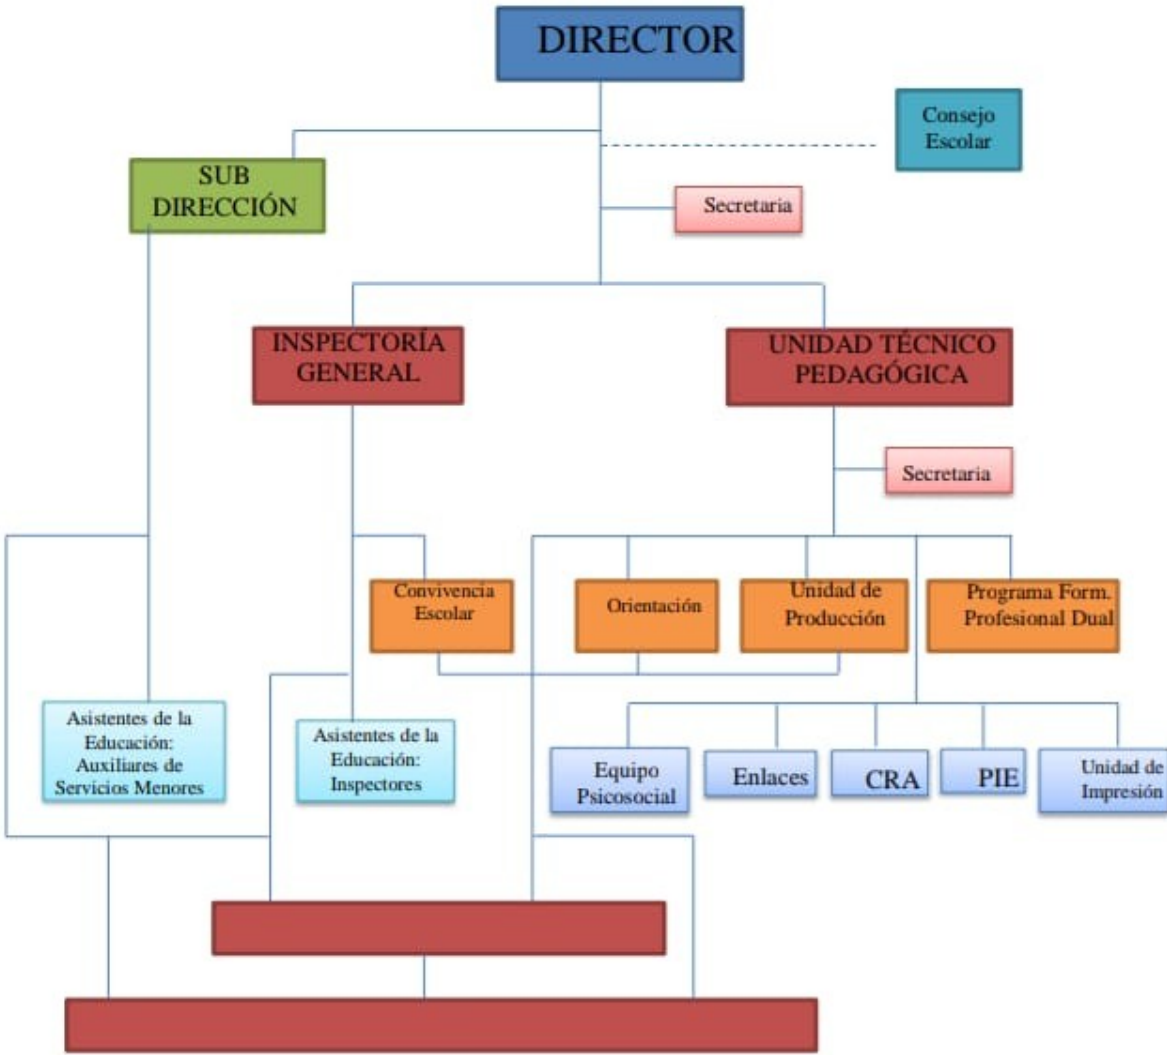 DIRECTOR
Consejo
Escolar
SUB
DIRECCIÓN
Secretaria
INSPECTORÍA
GENERAL
UNIDAD TÉCNICO
PEDAGÓGICA
Secretaria
Convivencia
Escolar
Orientación
Unidad de
Producción
Programa Form.
Profesional Dual
Asistentes de la
Educación:
Auxiliares de
Servicios Menores
Asistentes de la
Educación:
Inspectores
Equipo
Psicosocial
Enlaces
CRA
PIE
Unidad de
Impresión